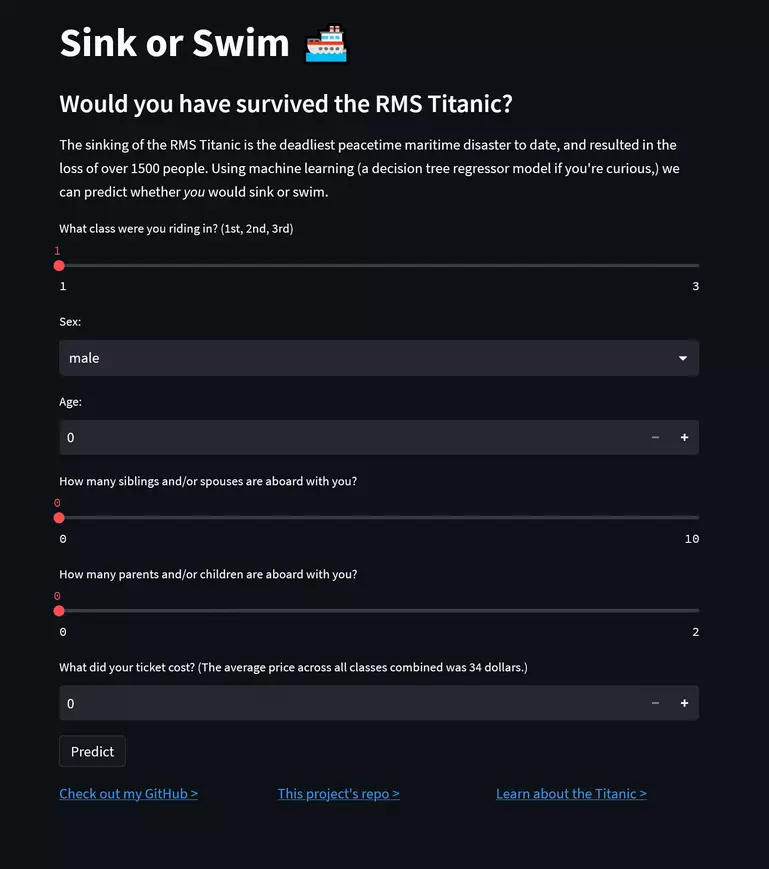 Sink or Swim
Would you have survived the RMS Titanic?
The sinking of the RMS Titanic is the deadliest peacetime maritime disaster to date, and resulted in the
loss of over 1500 people. Using machine learning (a decision tree regressor model if you're curious,) we
can predict whether you would sink or swim.
What class were you riding in? (1st, 2nd, 3rd)
1
1 3
Sex:
male
Age:
0 − +
How many siblings and/or spouses are aboard with you?
0
0 10
How many parents and/or children are aboard with you?
0
0 2
What did your ticket cost? (The average price across all classes combined was 34 dollars.)
0 − +
Predict
Check out my GitHub > This project's repo > Learn about the Titanic >